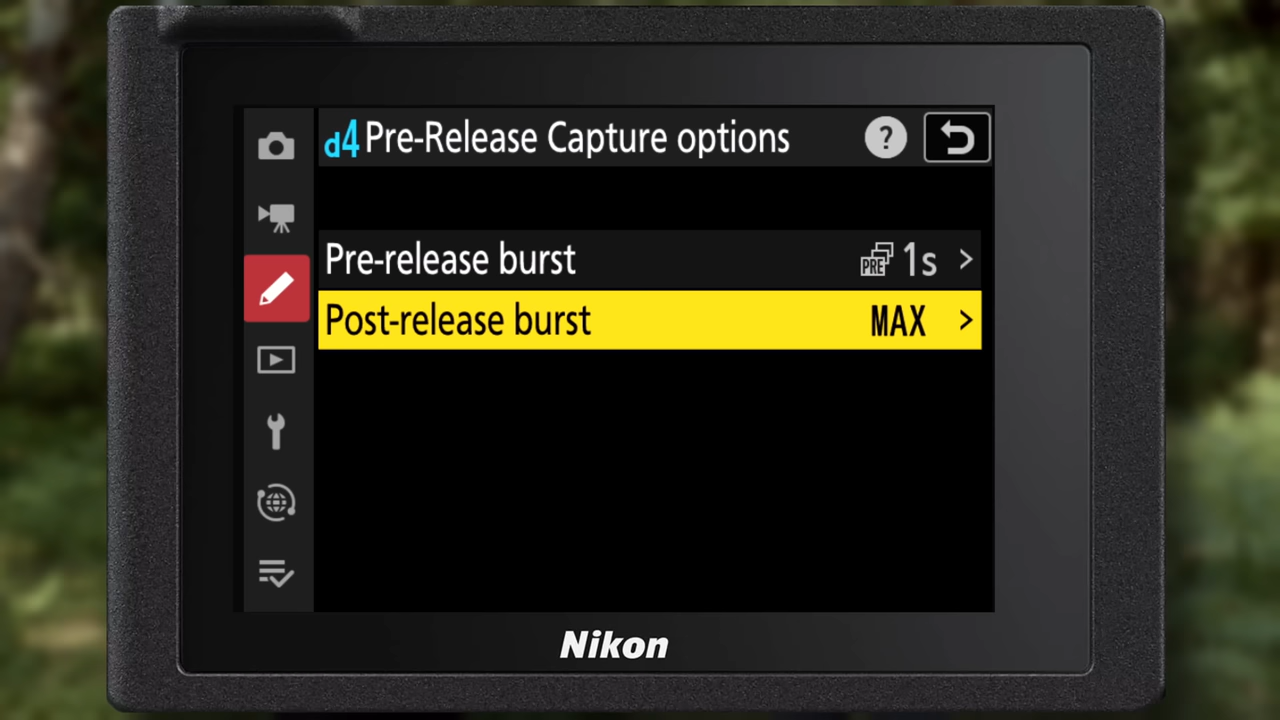 d4 Pre-Release Capture options ?
Pre-release burst PRE 1s >
Post-release burst MAX >
Nikon